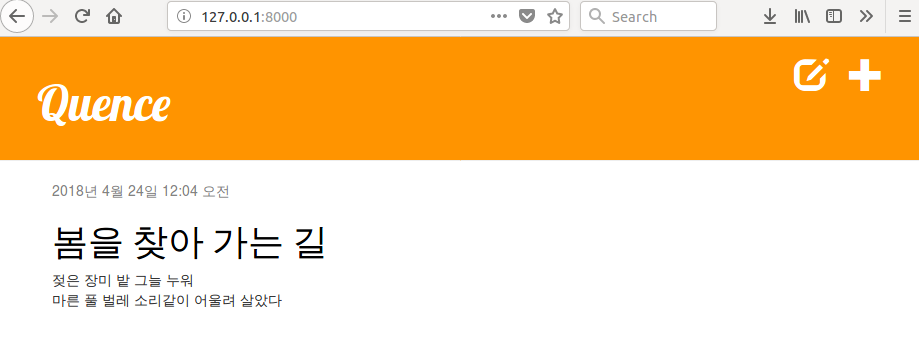 127.0.0.1:8000
Search
Quence
2018년 4월 24일 12:04 오전
봄을 찾아 가는 길
젖은 장미 밭 그늘 누워
마른 풀 벌레 소리같이 어울려 살았다